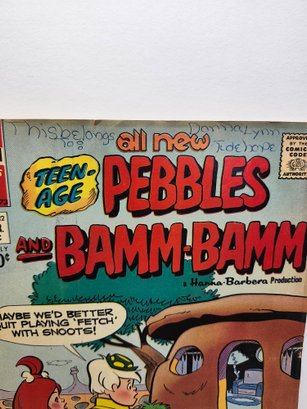 all new
APPROVED
BY THE
COMICS
CODE
AUTHORITY
TEEN-
AGE
PEBBLES
AND BAMM-BAMM
a Hanna-Barbera Production
MAYBE WE'D BETTER
QUIT PLAYING 'FETCH'
WITH SNOOTS!